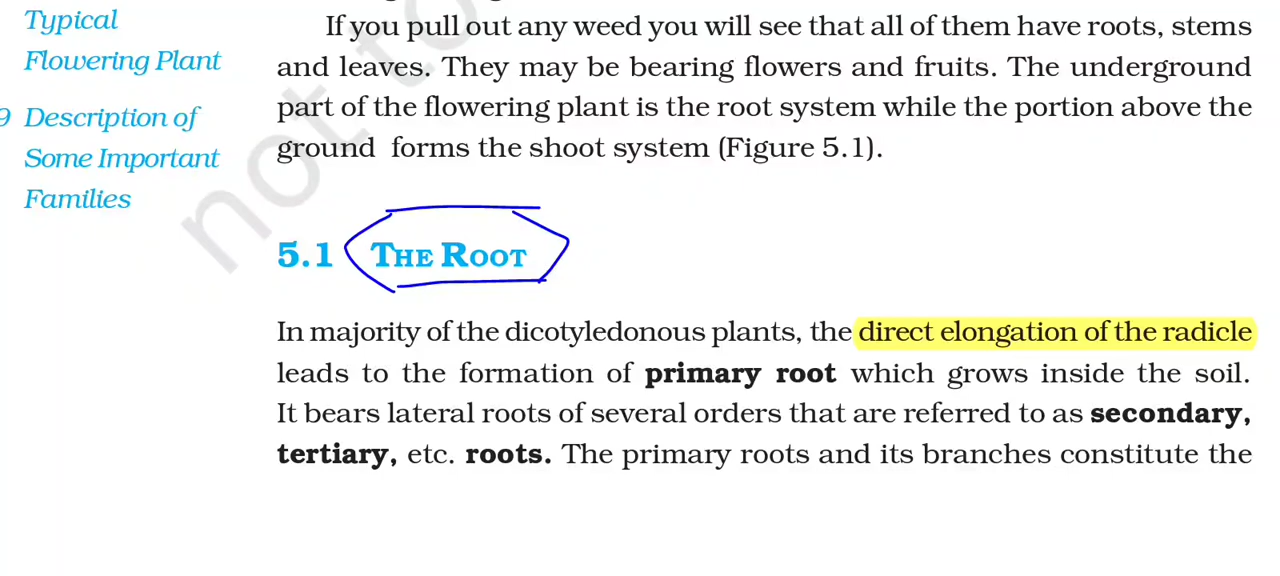 Typical
Flowering Plant
9 Description of
Some Important
Families
If you pull out any weed you will see that all of them have roots, stems
and leaves. They may be bearing flowers and fruits. The underground
part of the flowering plant is the root system while the portion above the
ground forms the shoot system (Figure 5.1).
5.1 THE ROOT
In majority of the dicotyledonous plants, the direct elongation of the radicle
leads to the formation of primary root which grows inside the soil.
It bears lateral roots of several orders that are referred to as secondary,
tertiary, etc. roots. The primary roots and its branches constitute the
not to